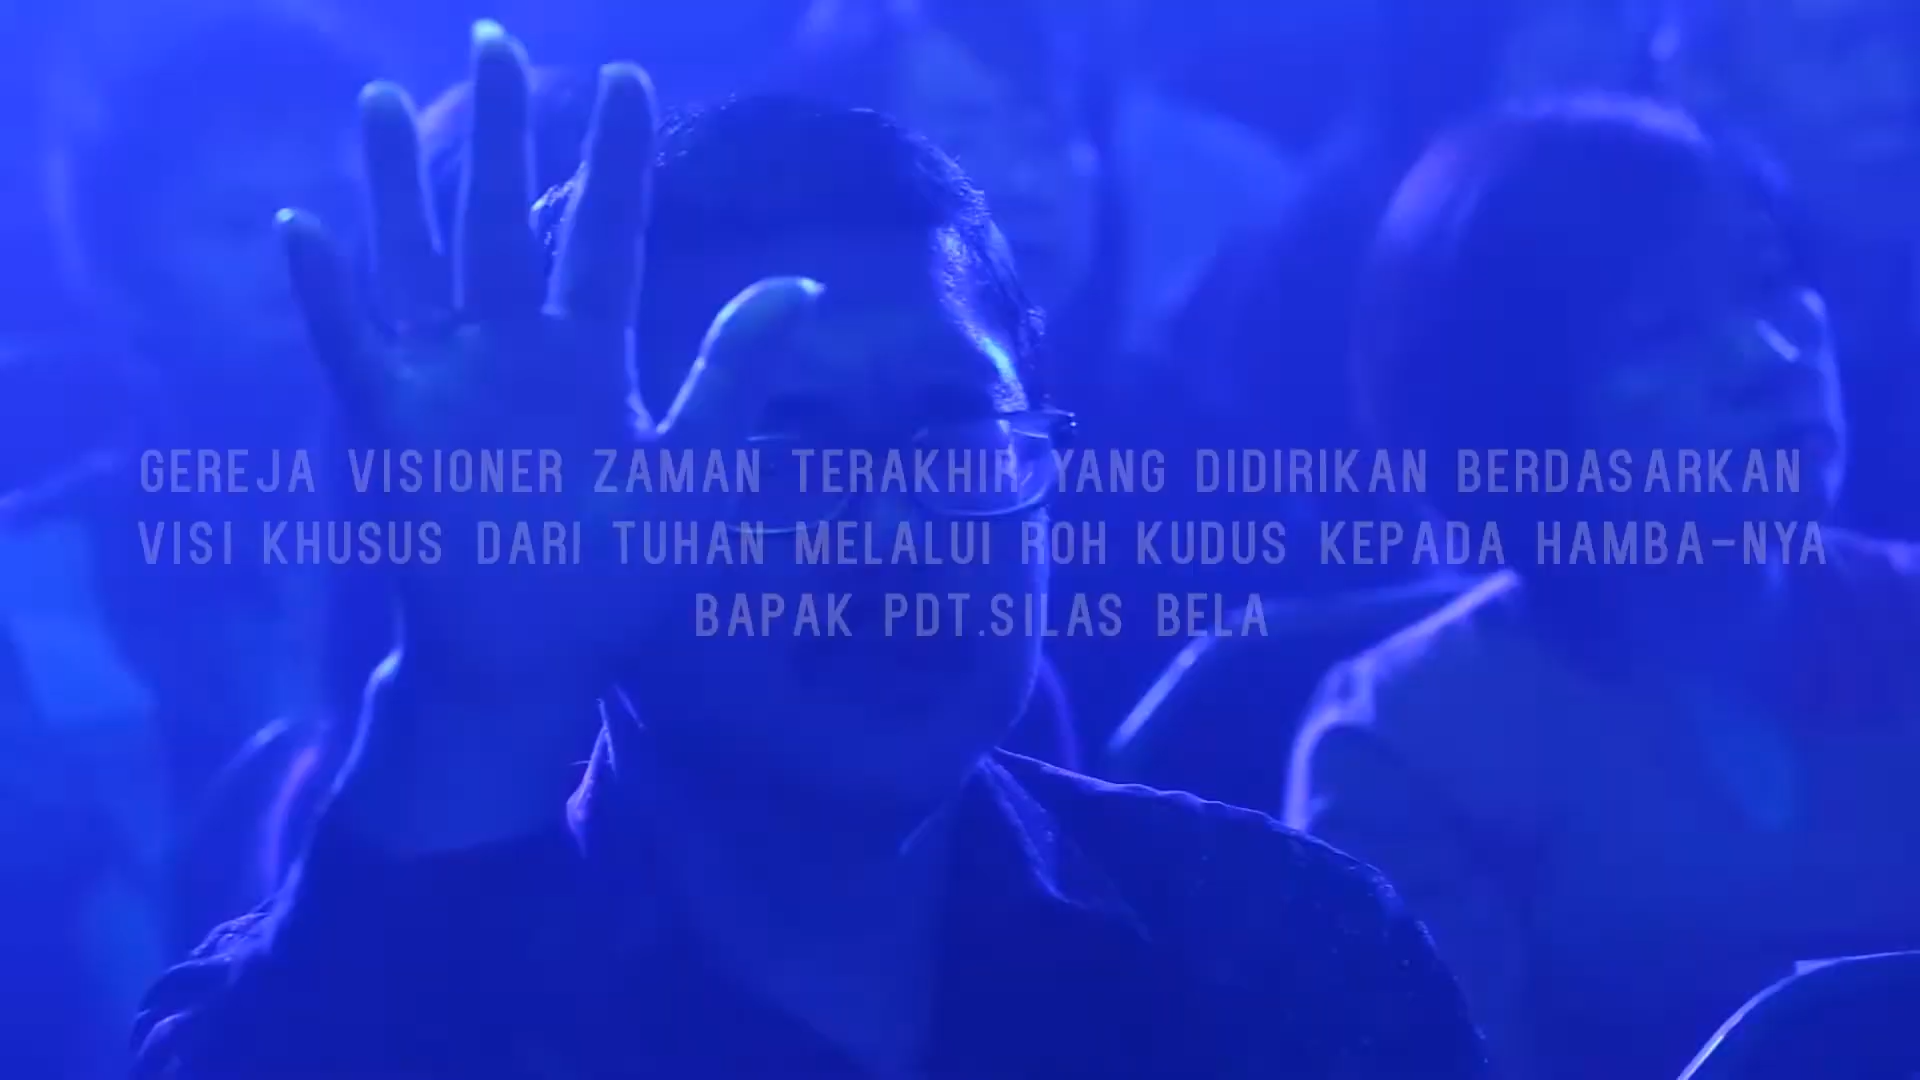 GEREJA VISIONER ZAMAN TERAKHIR YANG DIDIRIKAN BERDASARKAN
VISI KHUSUS DARI TUHAN MELALUI ROH KUDUS KEPADA HAMBA-NYA
BAPAK PDT.SILAS BELA